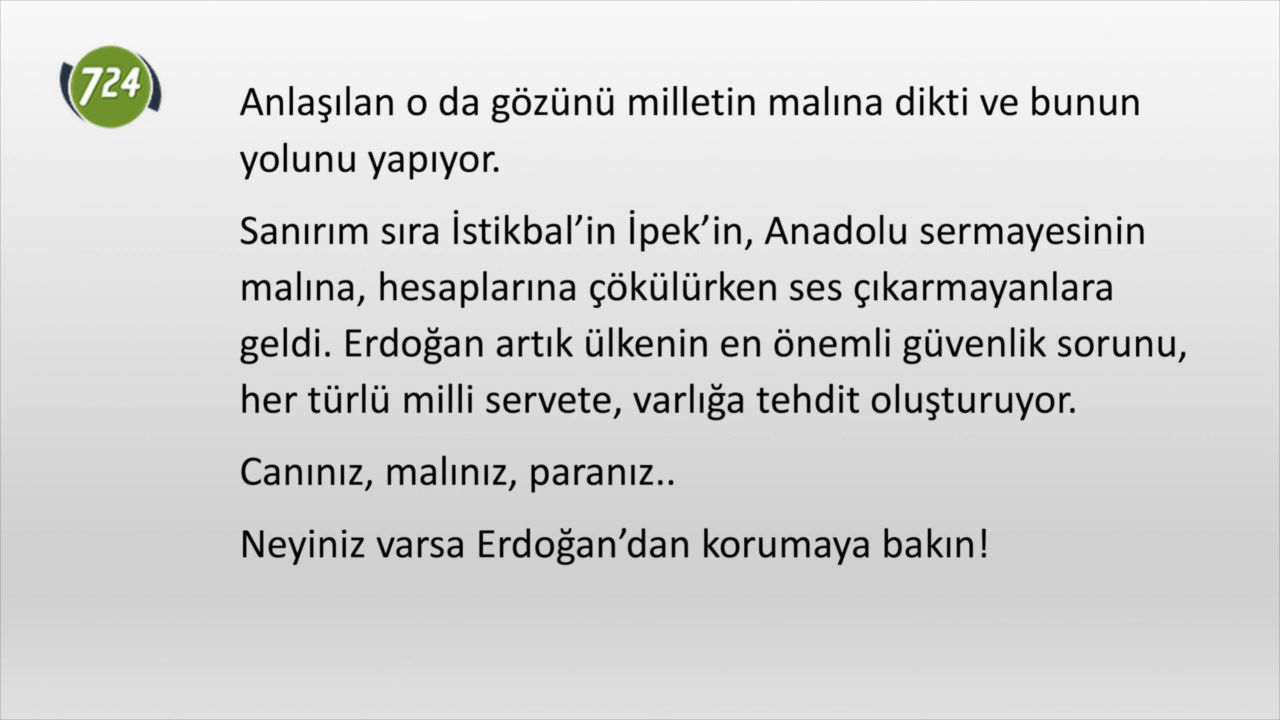 724
Anlaşılan o da gözünü milletin malına dikti ve bunun
yolunu yapıyor.
Sanırım sıra İstikbal’in İpek’in, Anadolu sermayesinin
malına, hesaplarına çökülürken ses çıkarmayanlara
geldi. Erdoğan artık ülkenin en önemli güvenlik sorunu,
her türlü milli servete, varlığa tehdit oluşturuyor.
Canınız, malınız, paranız..
Neyiniz varsa Erdoğan’dan korumaya bakın!